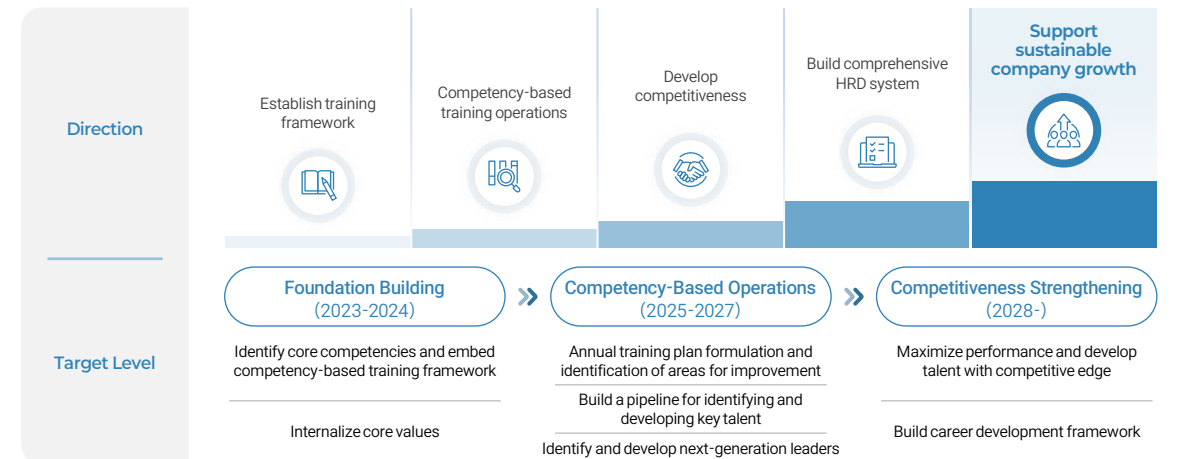 Direction
Establish training
framework
Competency-based
training operations
Develop
competitiveness
Build comprehensive
HRD system
Support
sustainable
company growth
Target Level
Foundation Building
(2023-2024)
Identify core competencies and embed
competency-based training framework
Internalize core values
Competency-Based Operations
(2025-2027)
Annual training plan formulation and
identification of areas for improvement
Build a pipeline for identifying and
developing key talent
Identify and develop next-generation leaders
Competitiveness Strengthening
(2028-)
Maximize performance and develop
talent with competitive edge
Build career development framework